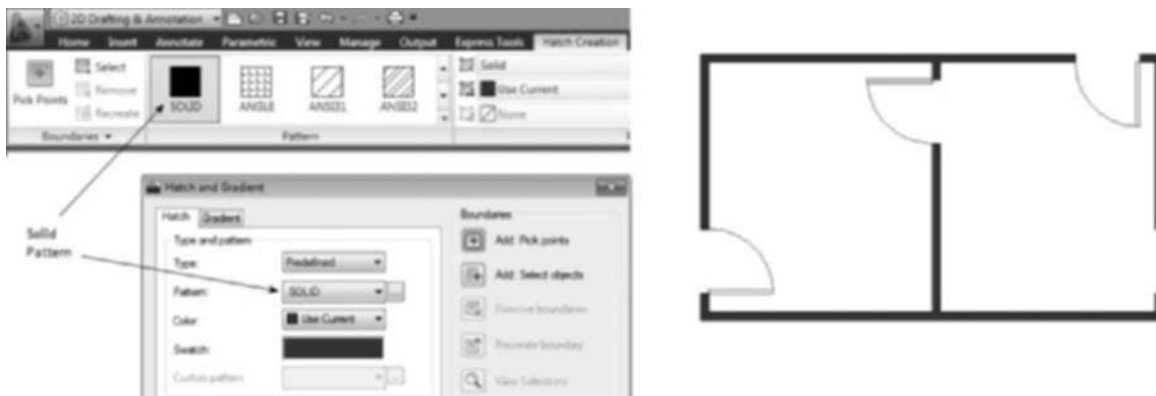 2D Drafting & Annotation
Home Insert Annotate Parametric View Manage Output Express Tools Hatch Creation
Pick Points
Select
Remove
Recreate
SOLID
ANGLE
ANSI31
ANSI32
Solid
Use Current
None
Boundaries
Pattern
Hatch and Gradient
Solid
Pattern
Hatch Gradient
Type and pattern
Type: Predefined
Pattern: SOLID
Color: Use Current
Swatch:
Custom pattern:
Boundaries
Add: Pick points
Add: Select objects
Remove boundaries
Recreate boundary
View Selections